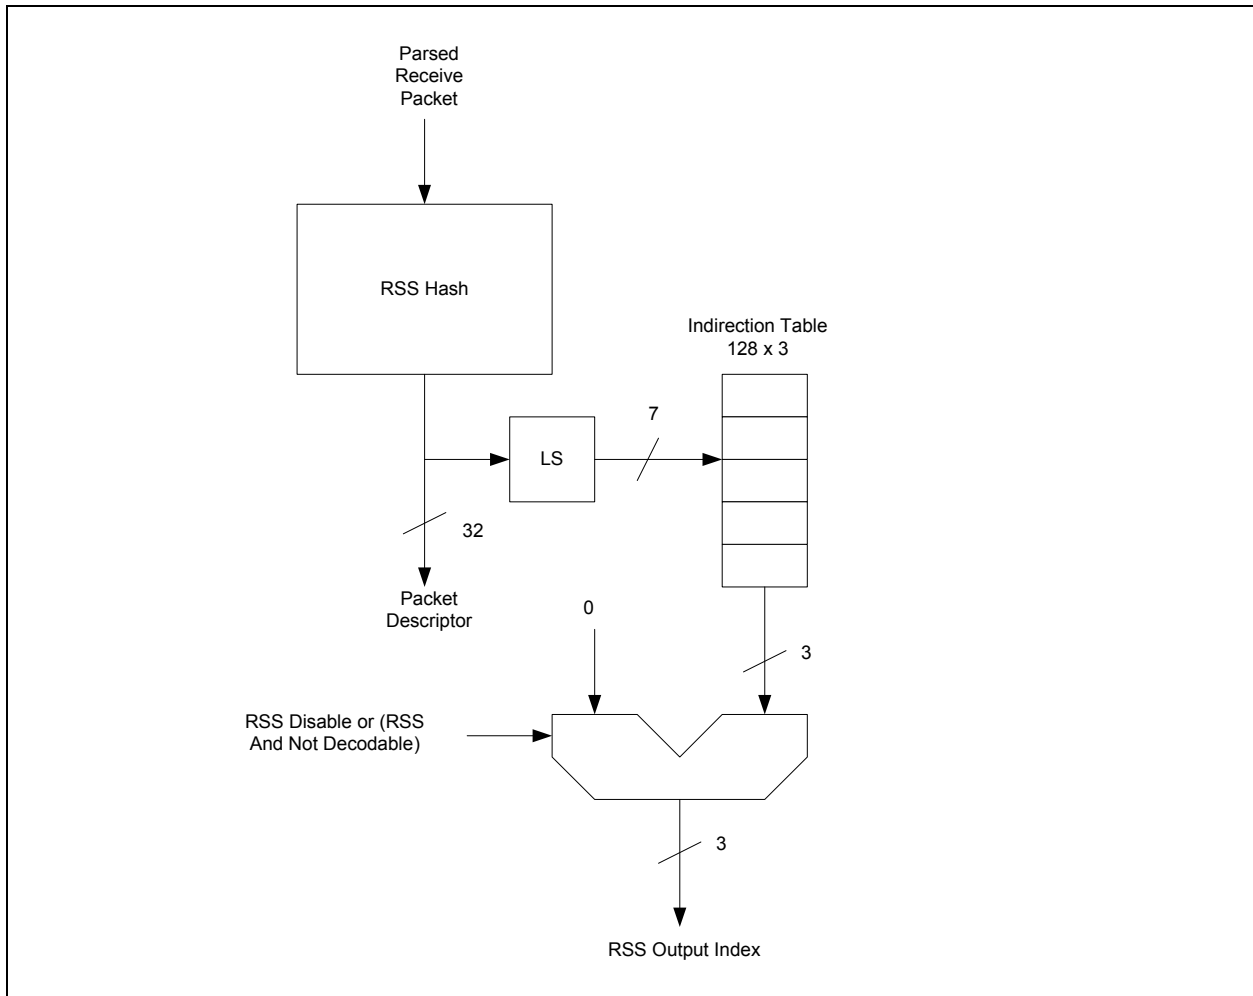 Parsed
Receive
Packet
RSS Hash
Indirection Table
128 x 3
7
LS
32
Packet
Descriptor
0
3
RSS Disable or (RSS
And Not Decodable)
3
RSS Output Index